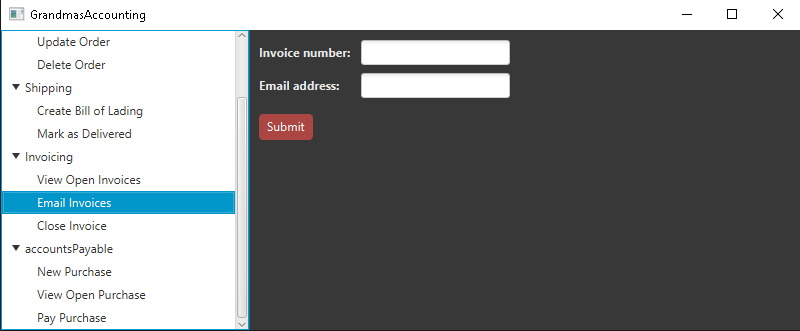 GrandmasAccounting
Update Order
Delete Order
Shipping
Create Bill of Lading
Mark as Delivered
Invoicing
View Open Invoices
Email Invoices
Close Invoice
accountsPayable
New Purchase
View Open Purchase
Pay Purchase
Invoice number:
Email address:
Submit